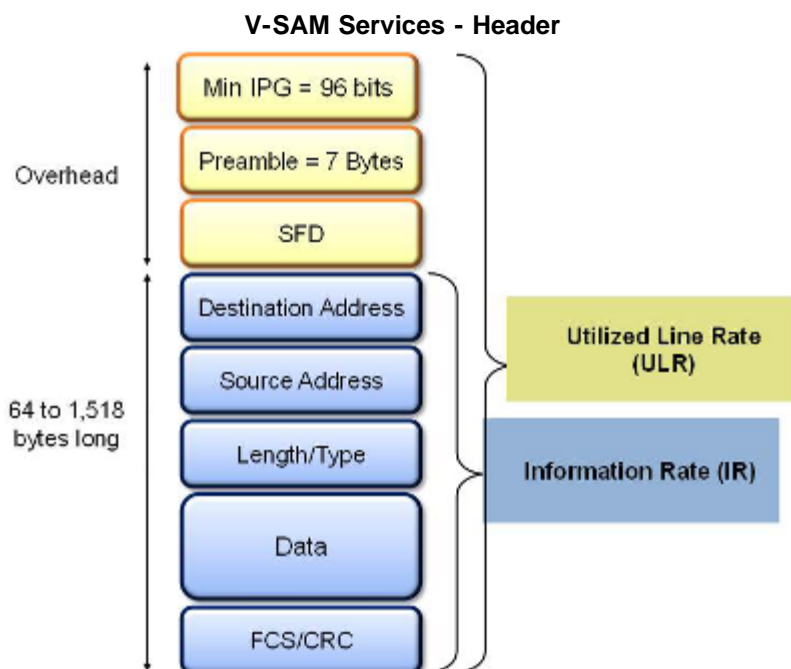 V-SAM Services - Header
Min IPG = 96 bits
Preamble = 7 Bytes
Overhead
SFD
Destination Address
Source Address
64 to 1,518
bytes long
Length/Type
Data
FCS/CRC
Utilized Line Rate
(ULR)
Information Rate (IR)